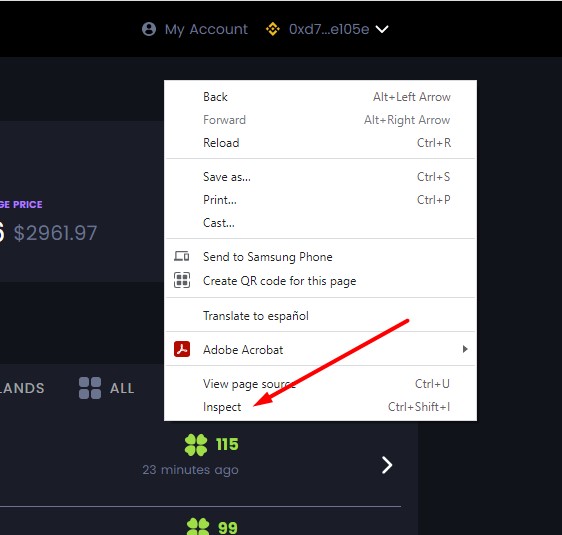 My Account 0xd7...e105e
Back Alt+Left Arrow
Forward Alt+Right Arrow
Reload Ctrl+R
Save as... Ctrl+S
Print... Ctrl+P
Cast...
GE PRICE
6 $2961.97
Send to Samsung Phone
Create QR code for this page
Translate to español
Adobe Acrobat
LANDS ALL
View page source Ctrl+U
Inspect Ctrl+Shift+I
115
23 minutes ago
99